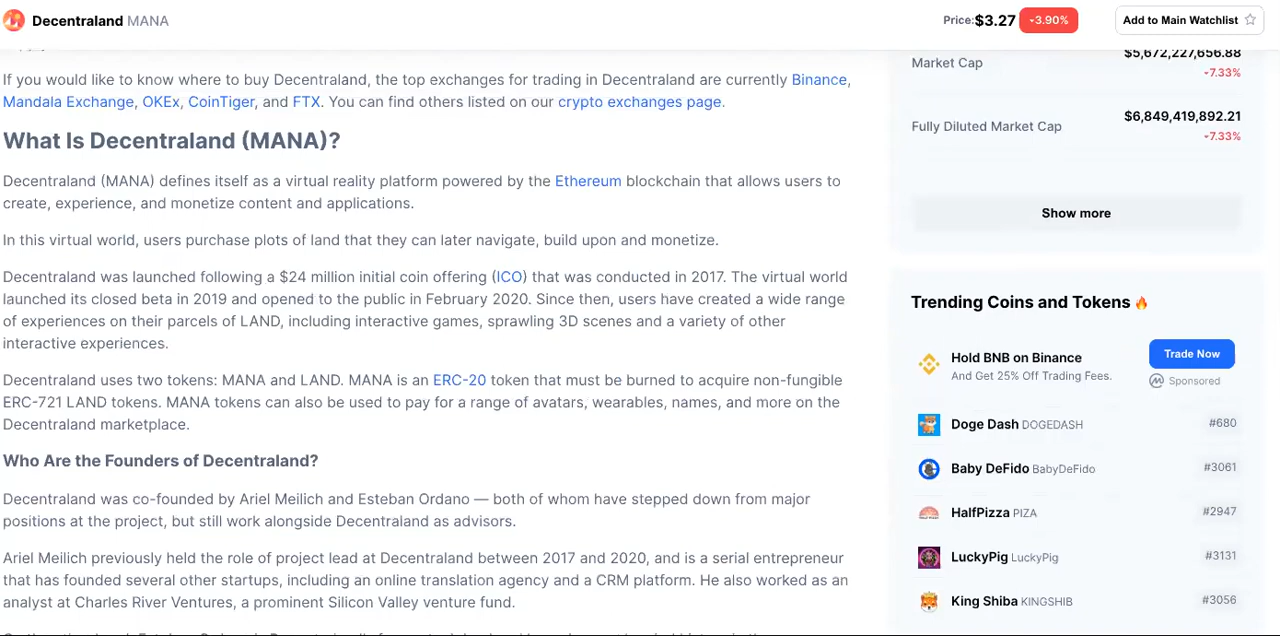 Decentraland MANA
Price:$3.27 -3.90%
Add to Main Watchlist
If you would like to know where to buy Decentraland, the top exchanges for trading in Decentraland are currently Binance,
Mandala Exchange, OKEx, CoinTiger, and FTX. You can find others listed on our crypto exchanges page.
What Is Decentraland (MANA)?
Decentraland (MANA) defines itself as a virtual reality platform powered by the Ethereum blockchain that allows users to
create, experience, and monetize content and applications.
In this virtual world, users purchase plots of land that they can later navigate, build upon and monetize.
Decentraland was launched following a $24 million initial coin offering (ICO) that was conducted in 2017. The virtual world
launched its closed beta in 2019 and opened to the public in February 2020. Since then, users have created a wide range
of experiences on their parcels of LAND, including interactive games, sprawling 3D scenes and a variety of other
interactive experiences.
Decentraland uses two tokens: MANA and LAND. MANA is an ERC-20 token that must be burned to acquire non-fungible
ERC-721 LAND tokens. MANA tokens can also be used to pay for a range of avatars, wearables, names, and more on the
Decentraland marketplace.
Who Are the Founders of Decentraland?
Decentraland was co-founded by Ariel Meilich and Esteban Ordano — both of whom have stepped down from major
positions at the project, but still work alongside Decentraland as advisors.
Ariel Meilich previously held the role of project lead at Decentraland between 2017 and 2020, and is a serial entrepreneur
that has founded several other startups, including an online translation agency and a CRM platform. He also worked as an
analyst at Charles River Ventures, a prominent Silicon Valley venture fund.
Market Cap
$5,672,227,656.88
-7.33%
Fully Diluted Market Cap
$6,849,419,892.21
-7.33%
Show more
Trending Coins and Tokens
Hold BNB on Binance
And Get 25% Off Trading Fees.
Trade Now
Sponsored
Doge Dash DOGEDASH #680
Baby DeFido BabyDeFido #3061
HalfPizza PIZA #2947
LuckyPig LuckyPig #3131
King Shiba KINGSHIB #3056